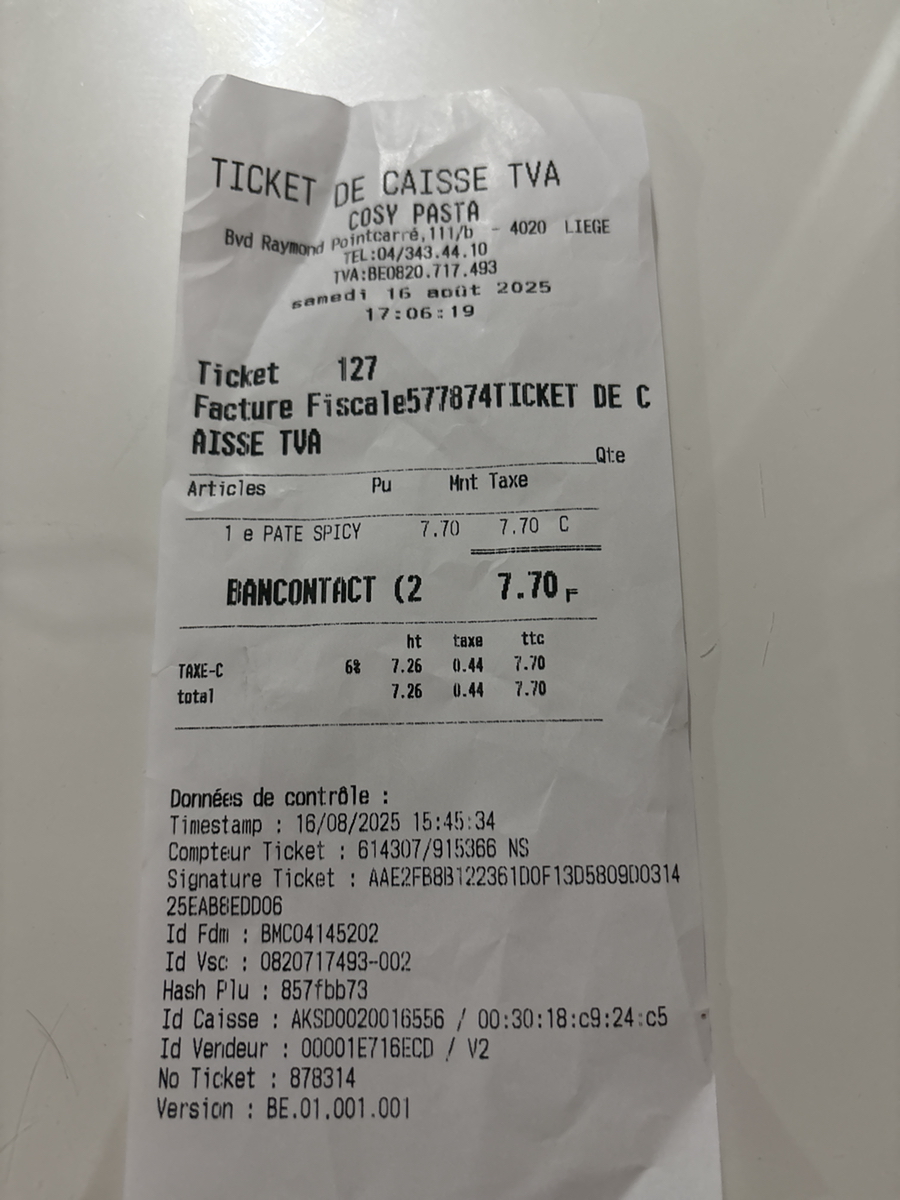 TICKET DE CAISSE TVA
COSY PASTA
Bvd Raymond Pointcarré,111/b - 4020 LIEGE
TEL:04/343.44.10
TVA:BE0820.717.493
samedi 16 août 2025
17:06:19
Ticket 127
Facture Fiscale577874TICKET DE C
AISSE TVA
Qte
Articles Pu Mnt Taxe
1 e PATE SPICY 7.70 7.70 C
BANCONTACT (2 7.70 F
ht taxe ttc
TAXE-C 6% 7.26 0.44 7.70
total 7.26 0.44 7.70
Données de contrôle :
Timestamp : 16/08/2025 15:45:34
Compteur Ticket : 614307/915366 NS
Signature Ticket : AAE2FB8B122361D0F13D5809D0314
25EAB8EDD06
Id Fdm : BMC04145202
Id Vsc : 0820717493-002
Hash Plu : 857fbb73
Id Caisse : AKSD0020016556 / 00:30:18:c9:24:c5
Id Vendeur : 00001E716ECD / V2
No Ticket : 878314
Version : BE.01.001.001